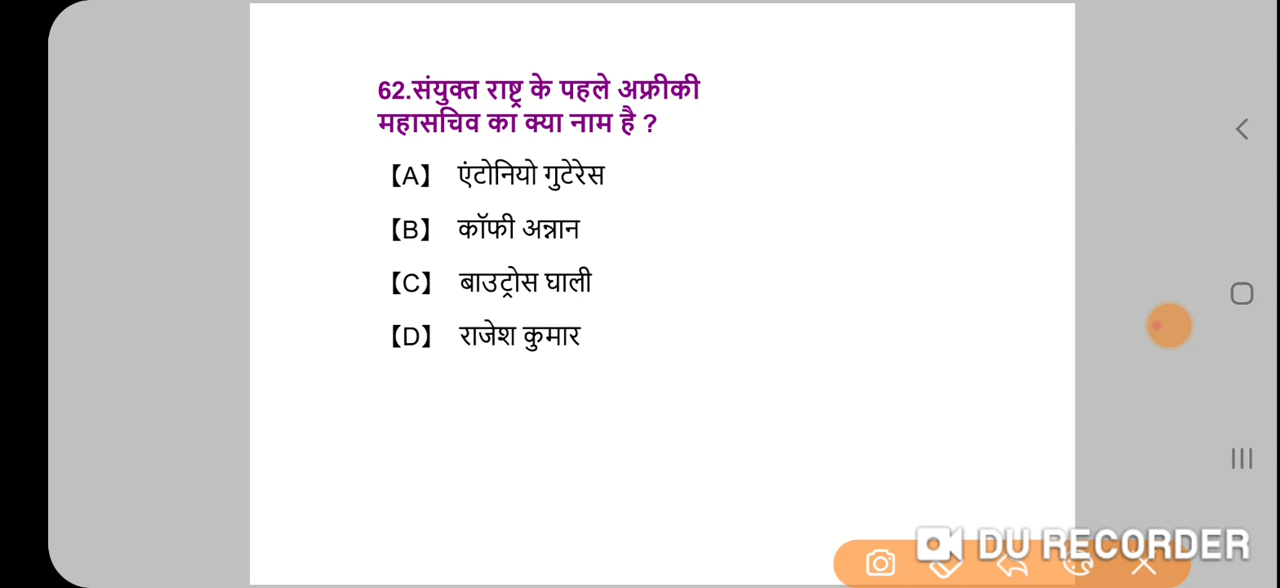 62.संयुक्त राष्ट्र के पहले अफ्रीकी
महासचिव का क्या नाम है ?
【A】 एंटोनियो गुटेरेस
【B】 कॉफी अन्नान
【C】 बाउट्रोस घाली
【D】 राजेश कुमार
DU RECORDER